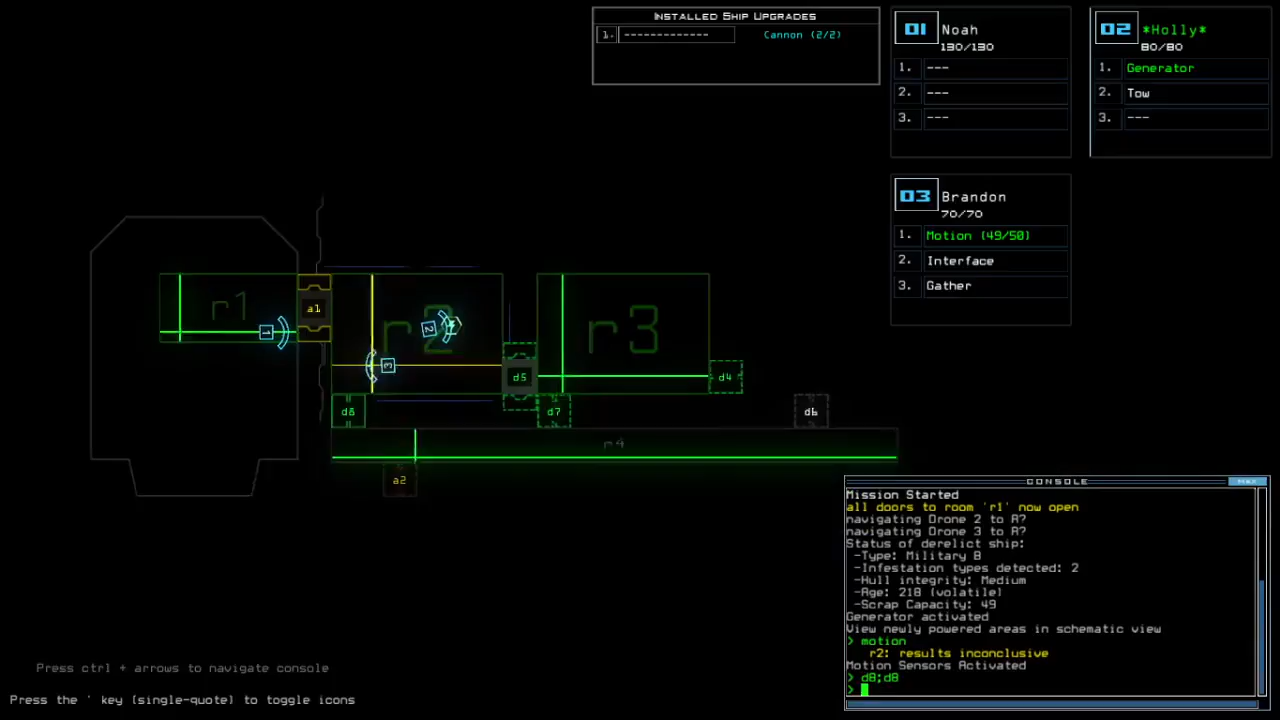 Installed Ship Upgrades
1. ------------- Cannon (2/2)
01 Noah
130/130
1. ---
2. ---
3. ---
02 *Holly*
80/80
1. Generator
2. Tow
3. ---
03 Brandon
70/70
1. Motion (49/50)
2. Interface
3. Gather
r1
a1
r2
r3
1
2
3
d5
d4
d8
d7
d6
r4
a2
CONSOLE
Mission Started
all doors to room 'r1' now open
navigating Drone 2 to A?
navigating Drone 3 to A?
Status of derelict ship:
-Type: Military B
-Infestation types detected: 2
-Hull integrity: Medium
-Age: 218 (volatile)
-Scrap Capacity: 49
Generator activated
View newly powered areas in schematic view
> motion
r2: results inconclusive
Motion Sensors Activated
> d8;d8
>
Press ctrl + arrows to navigate console
Press the ' key (single-quote) to toggle icons